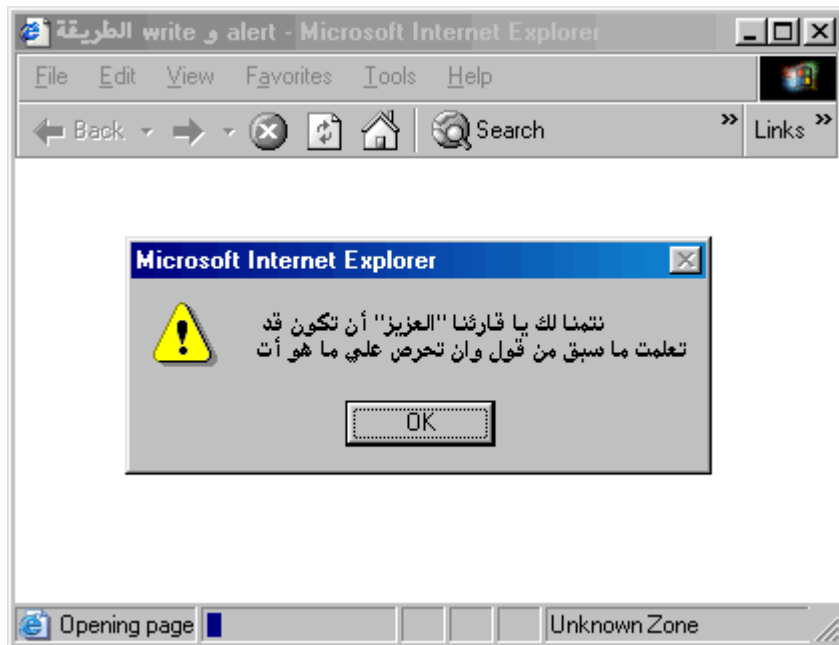 الطريقة write و alert - Microsoft Internet Explorer
File Edit View Favorites Tools Help
Back Search » Links »
Microsoft Internet Explorer
نتمنا لك يا قارئنا "العزيز" أن تكون قد
تعلمت ما سبق من قول وان تحرص علي ما هو أت
OK
Opening page Unknown Zone